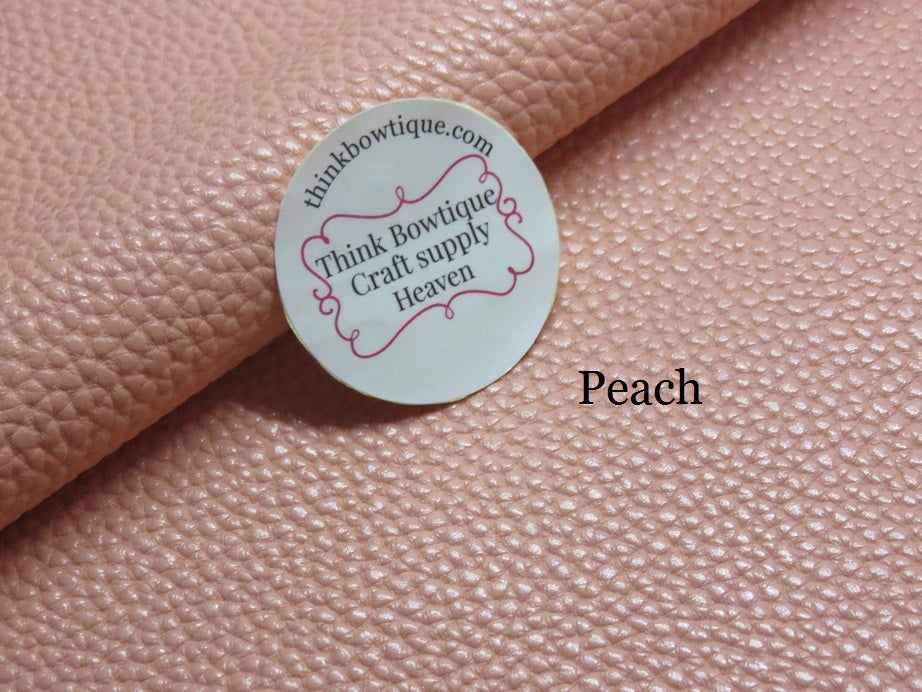 thinkbowtique.com
Think Bowtique
Craft supply
Heaven
Peach